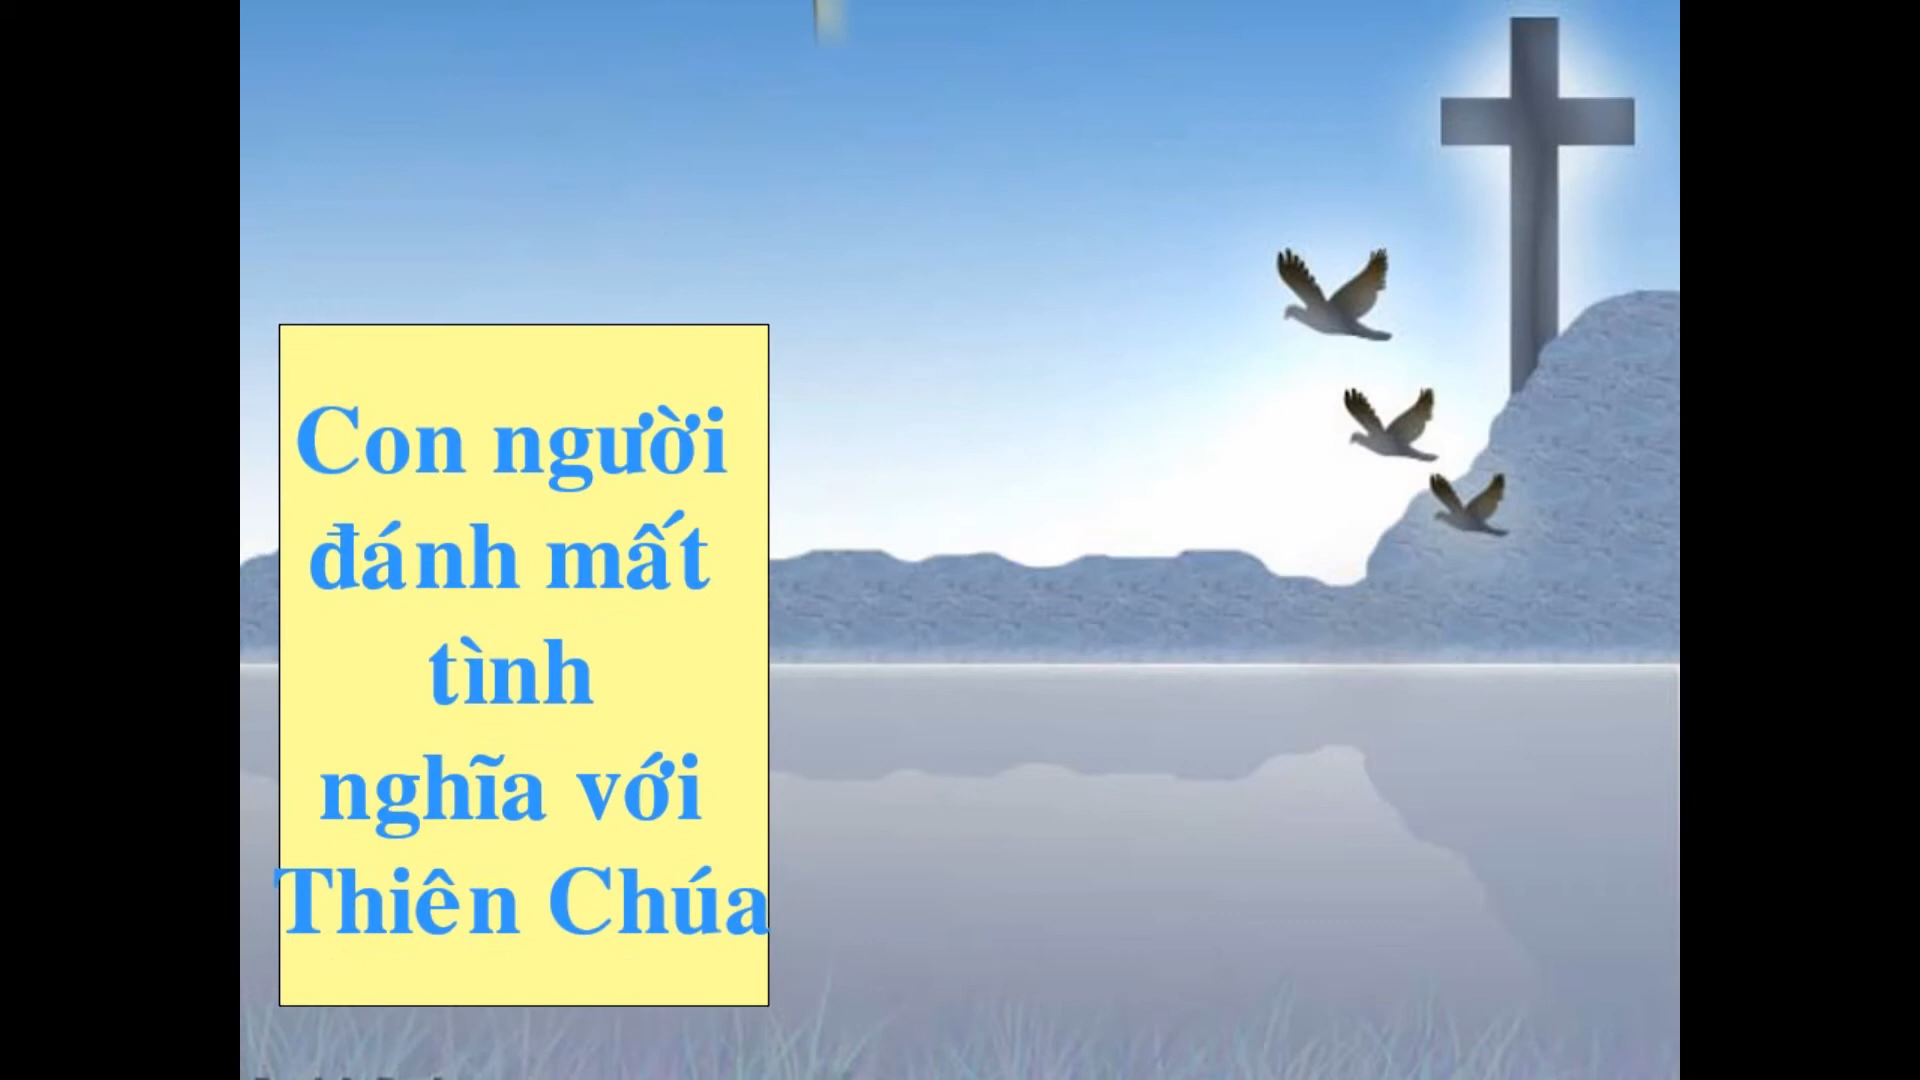 Con người
đánh mất
tình
nghĩa với
Thiên Chúa